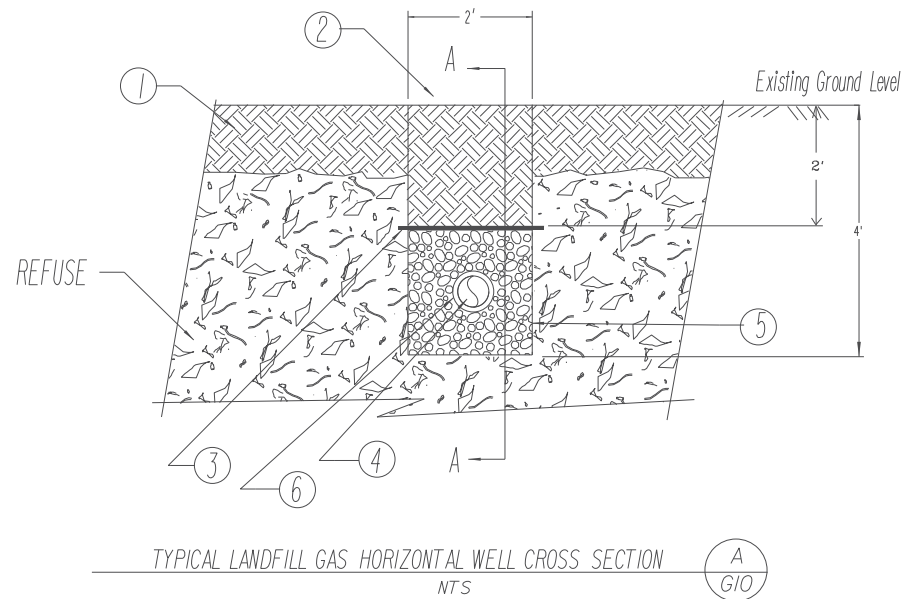 2'
2
A
Existing Ground Level
1
2'
4'
REFUSE
5
3
4
A
6
TYPICAL LANDFILL GAS HORIZONTAL WELL CROSS SECTION
NTS
A
G10